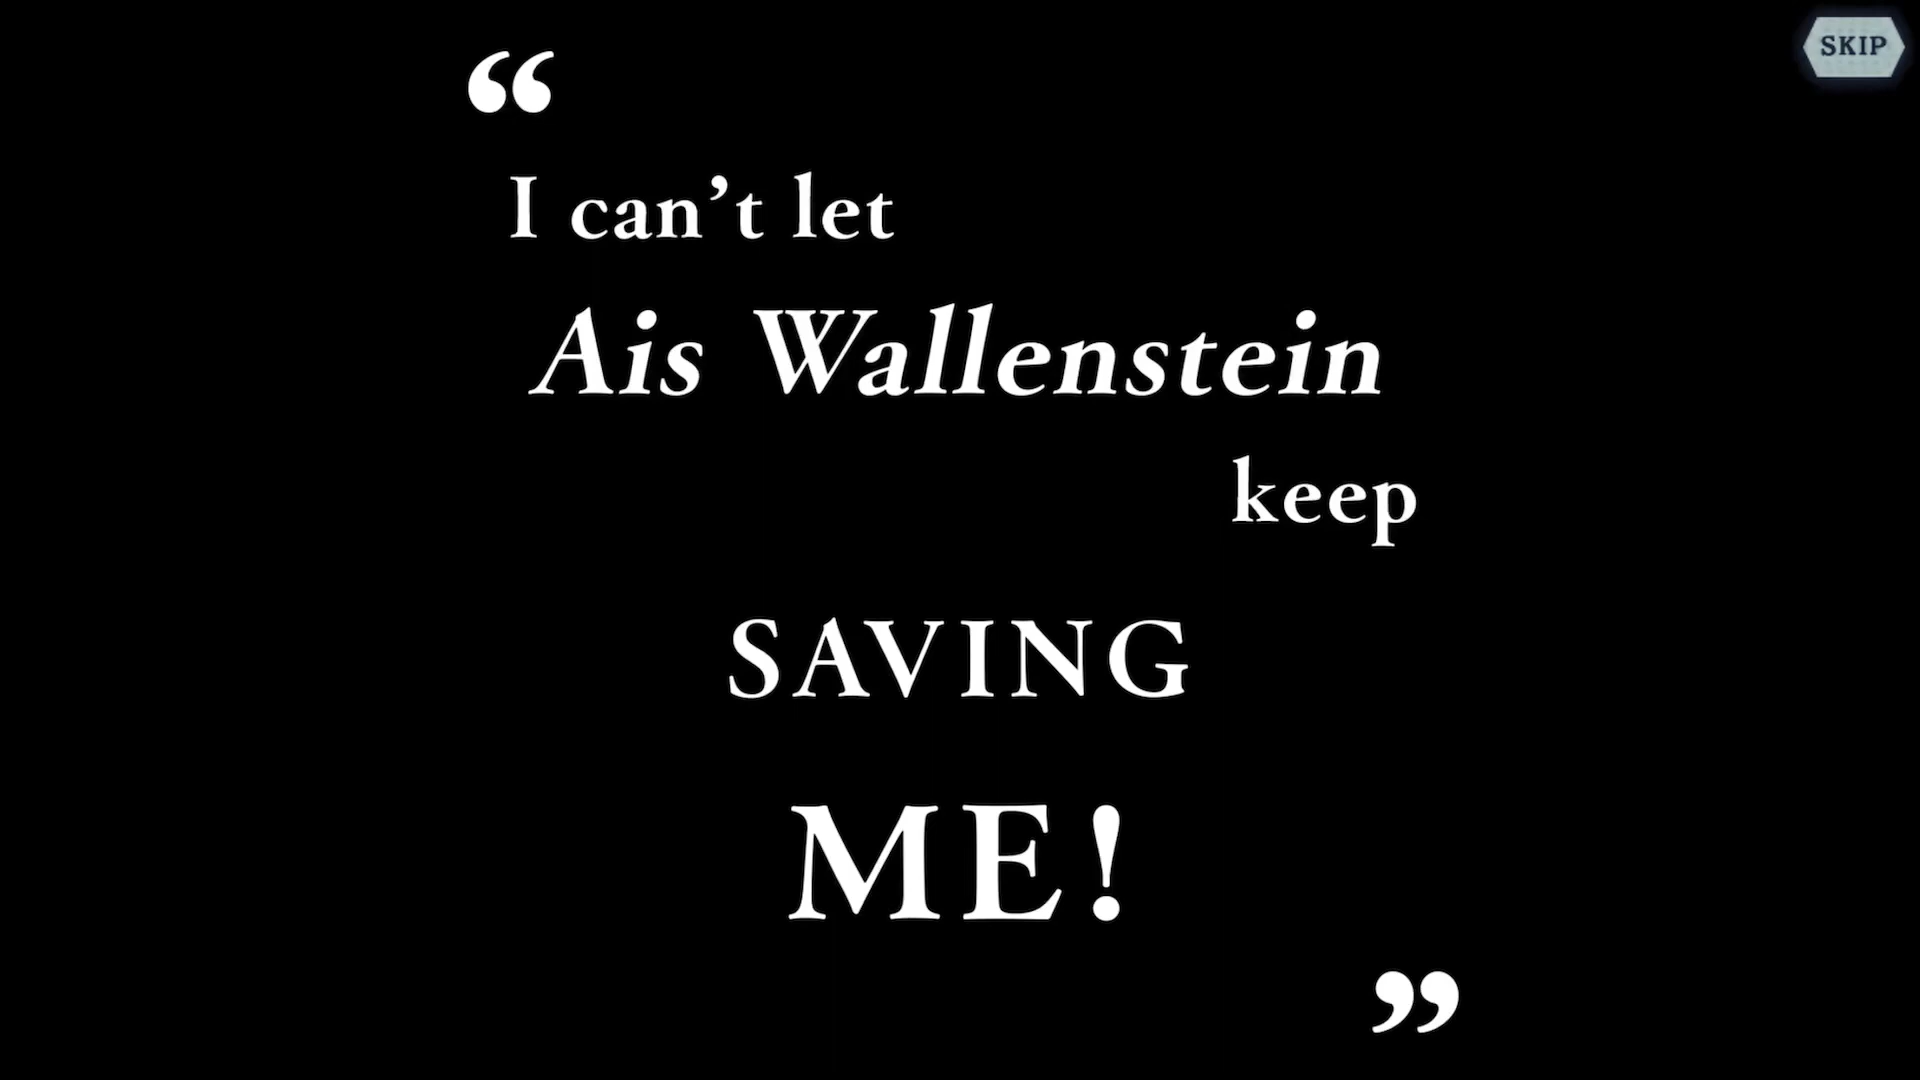 SKIP
“
I can’t let
Ais Wallenstein
keep
SAVING
ME!
”